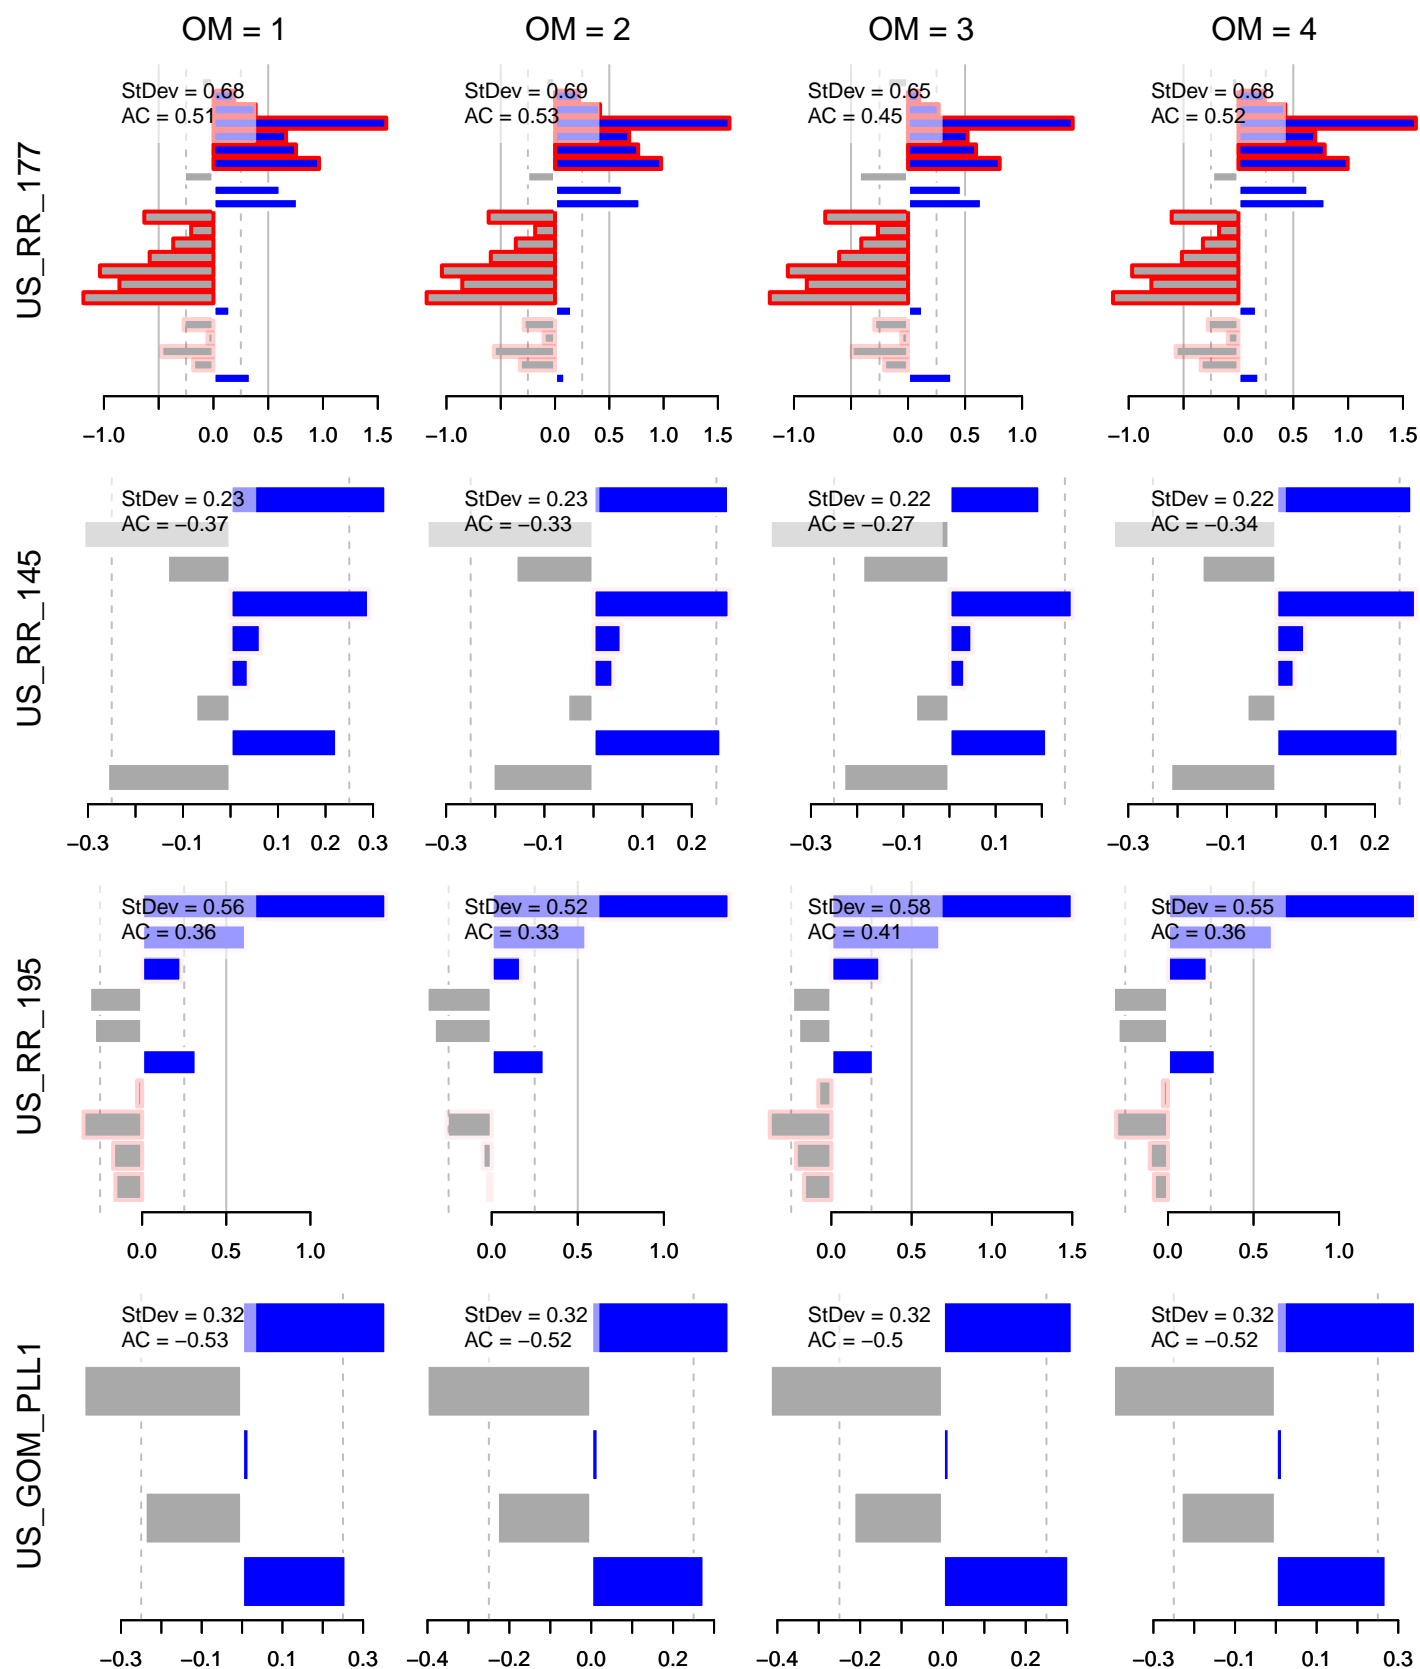 OM = 1 OM = 2 OM = 3 OM = 4
US_RR_177
StDev = 0.68 StDev = 0.69 StDev = 0.65 StDev = 0.68
AC = 0.51 AC = 0.53 AC = 0.45 AC = 0.52
−1.0 0.0 0.5 1.0 1.5 −1.0 0.0 0.5 1.0 1.5 −1.0 0.0 0.5 1.0 −1.0 0.0 0.5 1.0 1.5
US_RR_145
StDev = 0.23 StDev = 0.23 StDev = 0.22 StDev = 0.22
AC = −0.37 AC = −0.33 AC = −0.27 AC = −0.34
−0.3 −0.1 0.1 0.2 0.3 −0.3 −0.1 0.1 0.2 −0.3 −0.1 0.1 −0.3 −0.1 0.1 0.2
US_RR_195
StDev = 0.56 StDev = 0.52 StDev = 0.58 StDev = 0.55
AC = 0.36 AC = 0.33 AC = 0.41 AC = 0.36
0.0 0.5 1.0 0.0 0.5 1.0 0.0 0.5 1.0 1.5 0.0 0.5 1.0
US_GOM_PLL1
StDev = 0.32 StDev = 0.32 StDev = 0.32 StDev = 0.32
AC = −0.53 AC = −0.52 AC = −0.5 AC = −0.52
−0.3 −0.1 0.1 0.3 −0.4 −0.2 0.0 0.2 −0.4 −0.2 0.0 0.2 −0.3 −0.1 0.1 0.3